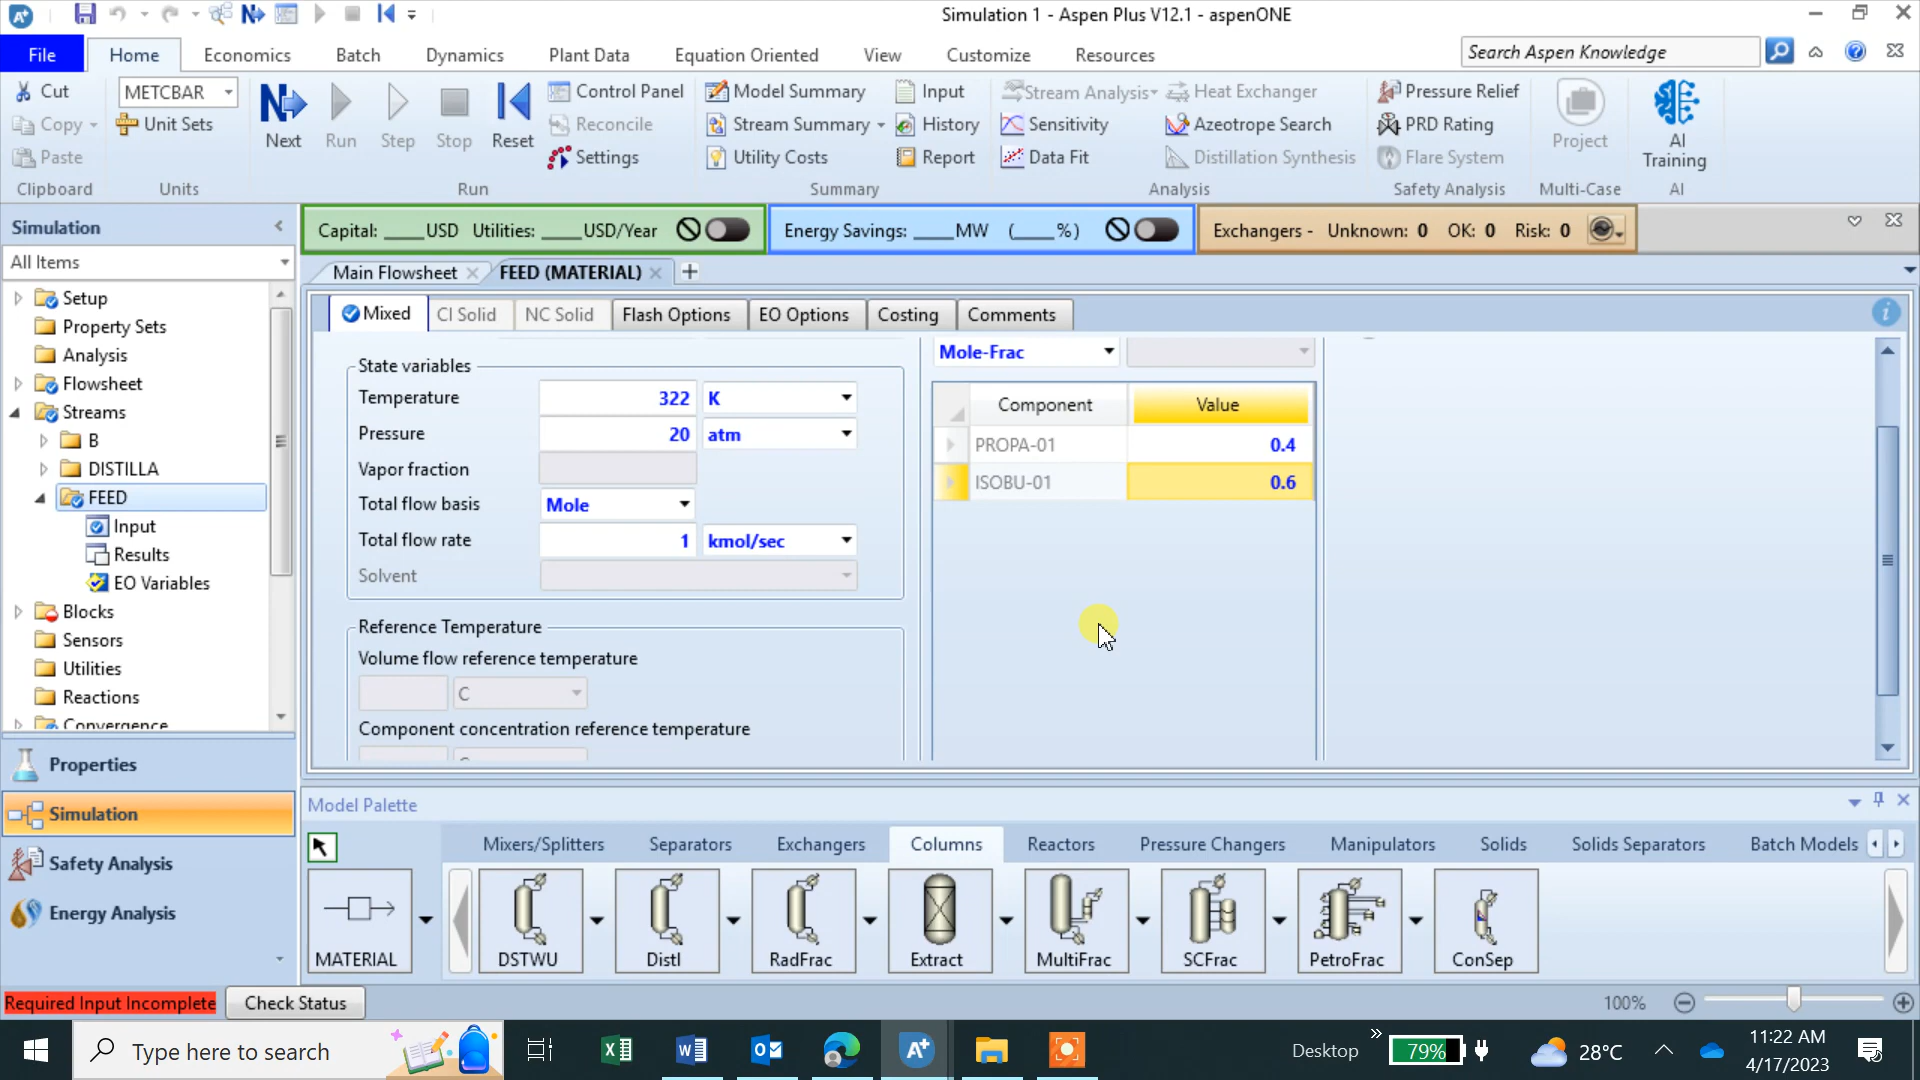 Simulation 1 - Aspen Plus V12.1 - aspenONE
File Home Economics Batch Dynamics Plant Data Equation Oriented View Customize Resources Search Aspen Knowledge
Cut METCBAR Control Panel Model Summary Input Stream Analysis Heat Exchanger Pressure Relief
Copy Unit Sets Next Run Step Stop Reset Reconcile Stream Summary History Sensitivity Azeotrope Search PRD Rating Project AI Training
Paste Settings Utility Costs Report Data Fit Distillation Synthesis Flare System
Clipboard Units Run Summary Analysis Safety Analysis Multi-Case AI
Simulation
Capital: ____USD Utilities: ____USD/Year Energy Savings: ____MW (____%) Exchangers - Unknown: 0 OK: 0 Risk: 0
All Items
Main Flowsheet FEED (MATERIAL)
Setup
Property Sets
Analysis
Flowsheet
Streams
B
DISTILLA
FEED
Input
Results
EO Variables
Blocks
Sensors
Utilities
Reactions
Convergence
Properties
Simulation
Safety Analysis
Energy Analysis
Mixed CI Solid NC Solid Flash Options EO Options Costing Comments
State variables
Temperature 322 K
Pressure 20 atm
Vapor fraction
Total flow basis Mole
Total flow rate 1 kmol/sec
Solvent
Reference Temperature
Volume flow reference temperature
C
Component concentration reference temperature
Mole-Frac
Component Value
PROPA-01 0.4
ISOBU-01 0.6
Model Palette
Mixers/Splitters Separators Exchangers Columns Reactors Pressure Changers Manipulators Solids Solids Separators Batch Models
MATERIAL DSTWU Distl RadFrac Extract MultiFrac SCFrac PetroFrac ConSep
Required Input Incomplete Check Status 100%
Type here to search Desktop 79% 28°C 11:22 AM
4/17/2023